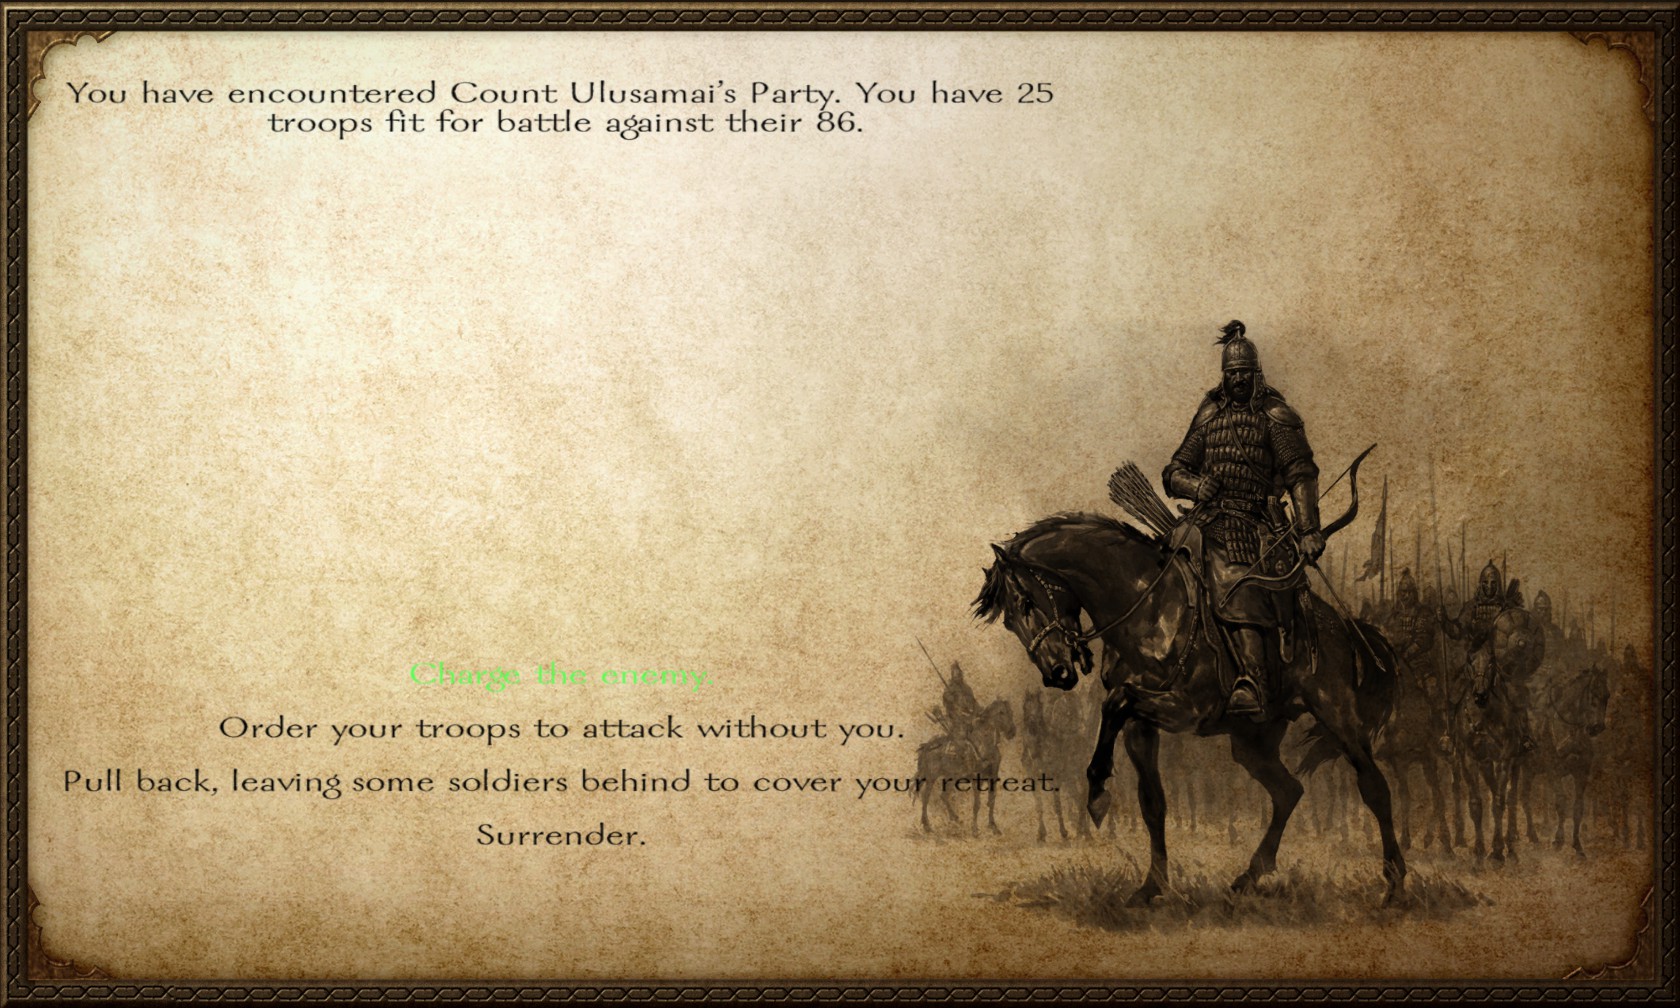 You have encountered Count Ulusamai's Party. You have 25
troops fit for battle against their 86.
Charge the enemy.
Order your troops to attack without you.
Pull back, leaving some soldiers behind to cover your retreat.
Surrender.